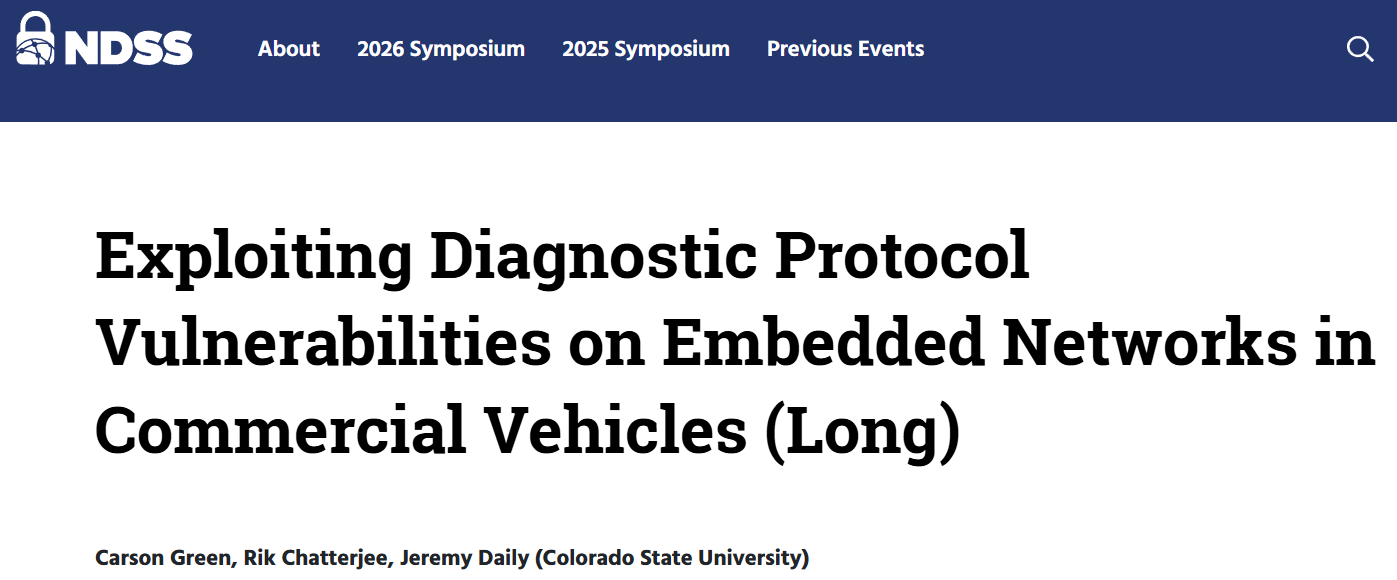 NDSS About 2026 Symposium 2025 Symposium Previous Events
Exploiting Diagnostic Protocol
Vulnerabilities on Embedded Networks in
Commercial Vehicles (Long)
Carson Green, Rik Chatterjee, Jeremy Daily (Colorado State University)